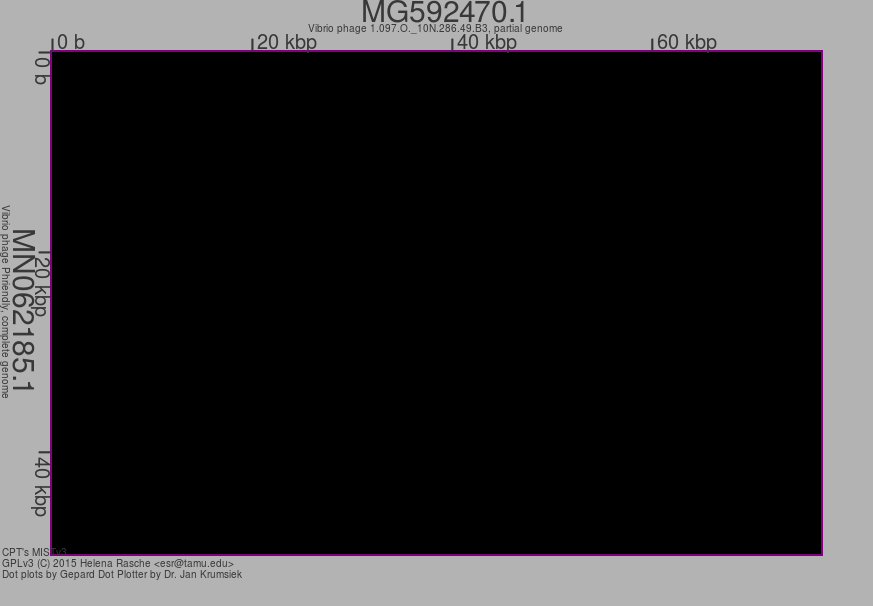 MG592470.1
Vibrio phage 1.097.O._10N.286.49.B3, partial genome
0 b
20 kbp
40 kbp
60 kbp
0 b
20 kbp
40 kbp
MN062185.1
Vibrio phage Phriendly, complete genome
CPT's MISTv3
GPLv3 (C) 2015 Helena Rasche <esr@tamu.edu>
Dot plots by Gepard Dot Plotter by Dr. Jan Krumsiek